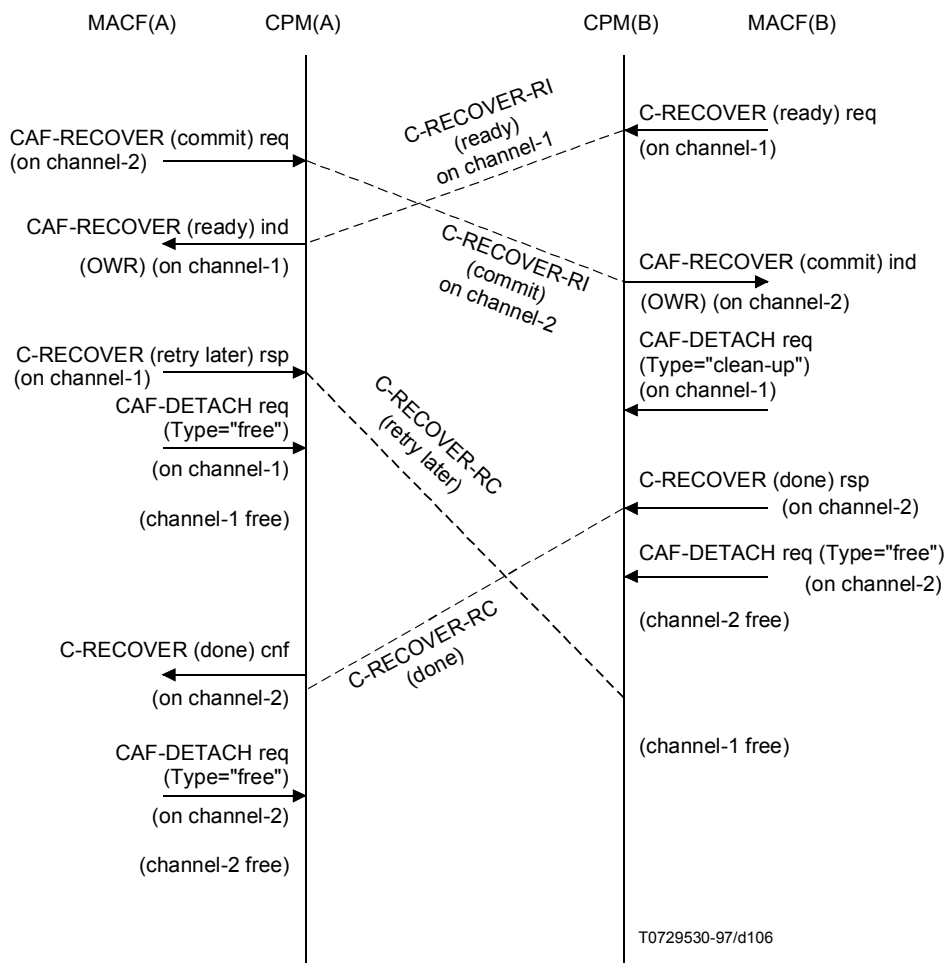 MACF(A) CPM(A) CPM(B) MACF(B)
CAF-RECOVER (commit) req
(on channel-2)
C-RECOVER-RI
(ready)
on channel-1
C-RECOVER (ready) req
(on channel-1)
CAF-RECOVER (ready) ind
(OWR) (on channel-1)
C-RECOVER-RI
(commit)
on channel-2
CAF-RECOVER (commit) ind
(OWR) (on channel-2)
C-RECOVER (retry later) rsp
(on channel-1)
CAF-DETACH req
(Type="clean-up")
(on channel-1)
CAF-DETACH req
(Type="free")
(on channel-1)
(channel-1 free)
C-RECOVER-RC
(retry later)
C-RECOVER (done) rsp
(on channel-2)
CAF-DETACH req (Type="free")
(on channel-2)
(channel-2 free)
C-RECOVER (done) cnf
(on channel-2)
C-RECOVER-RC
(done)
(channel-1 free)
CAF-DETACH req
(Type="free")
(on channel-2)
(channel-2 free)
T0729530-97/d106